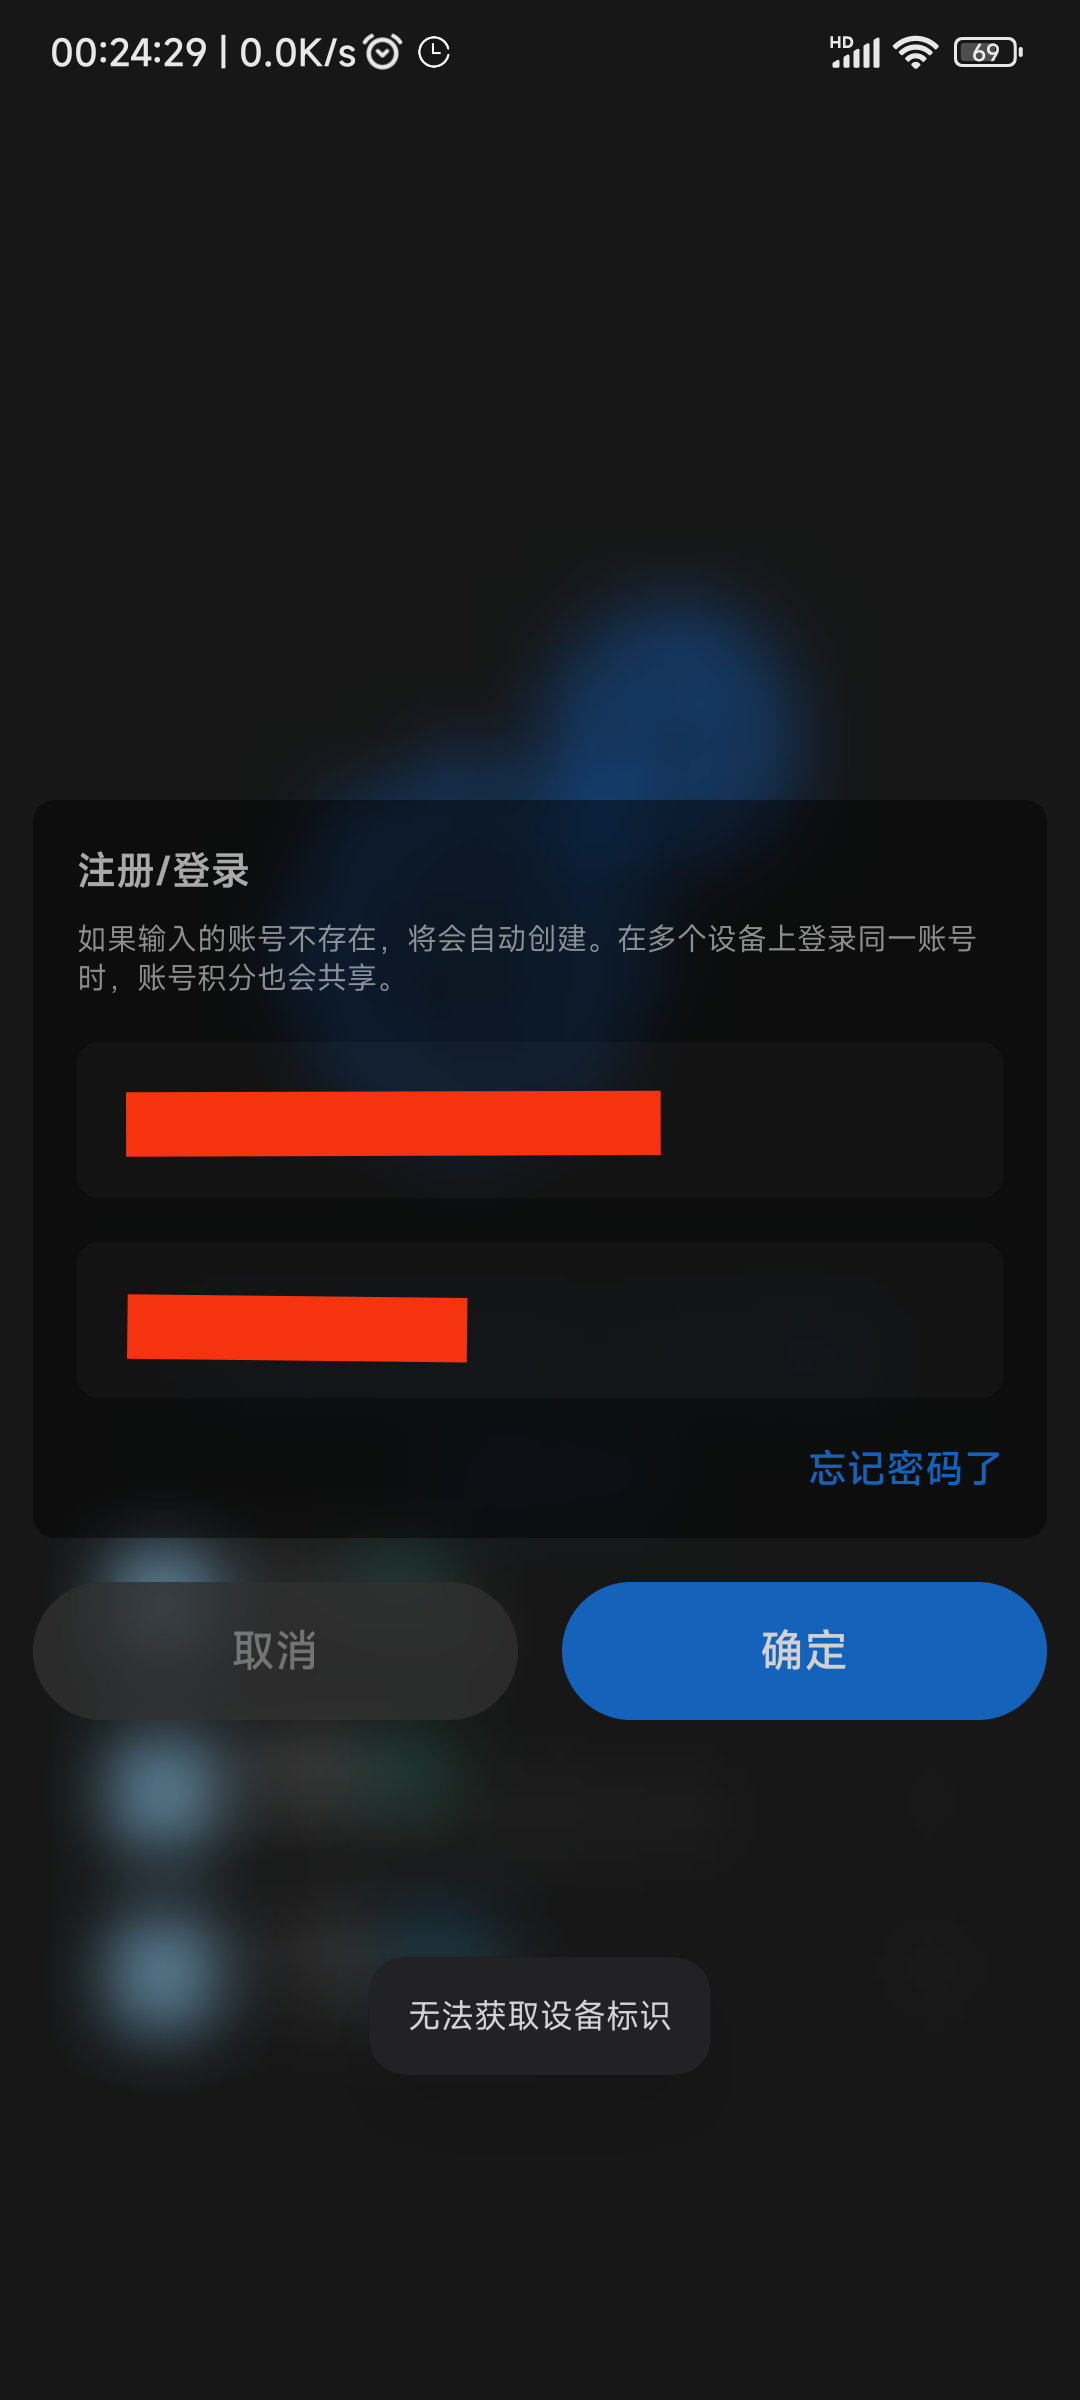 00:24:29 | 0.0K/s HD 69
注册/登录
如果输入的账号不存在，将会自动创建。在多个设备上登录同一账号
时，账号积分也会共享。
忘记密码了
取消 确定
无法获取设备标识